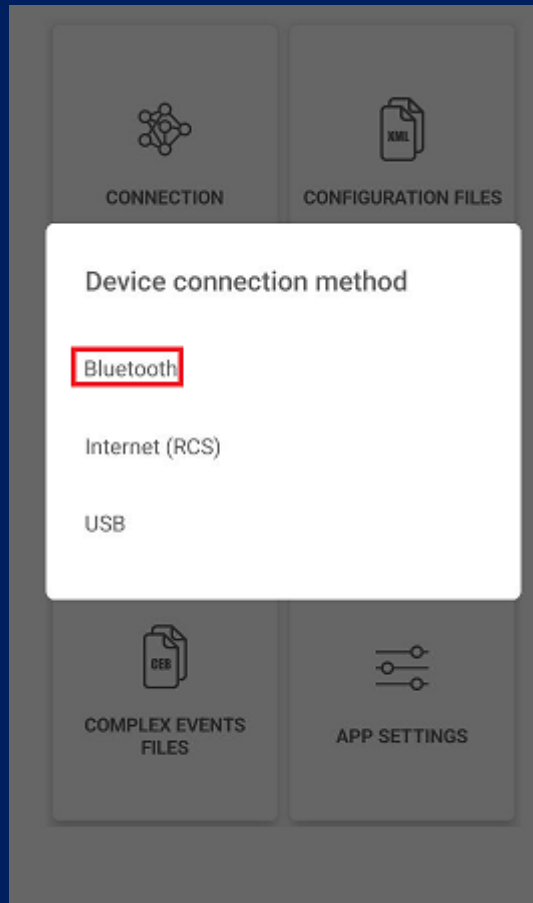 XML
CONNECTION
CONFIGURATION FILES
Device connection method
Bluetooth
Internet (RCS)
USB
CEB
COMPLEX EVENTS
FILES
APP SETTINGS